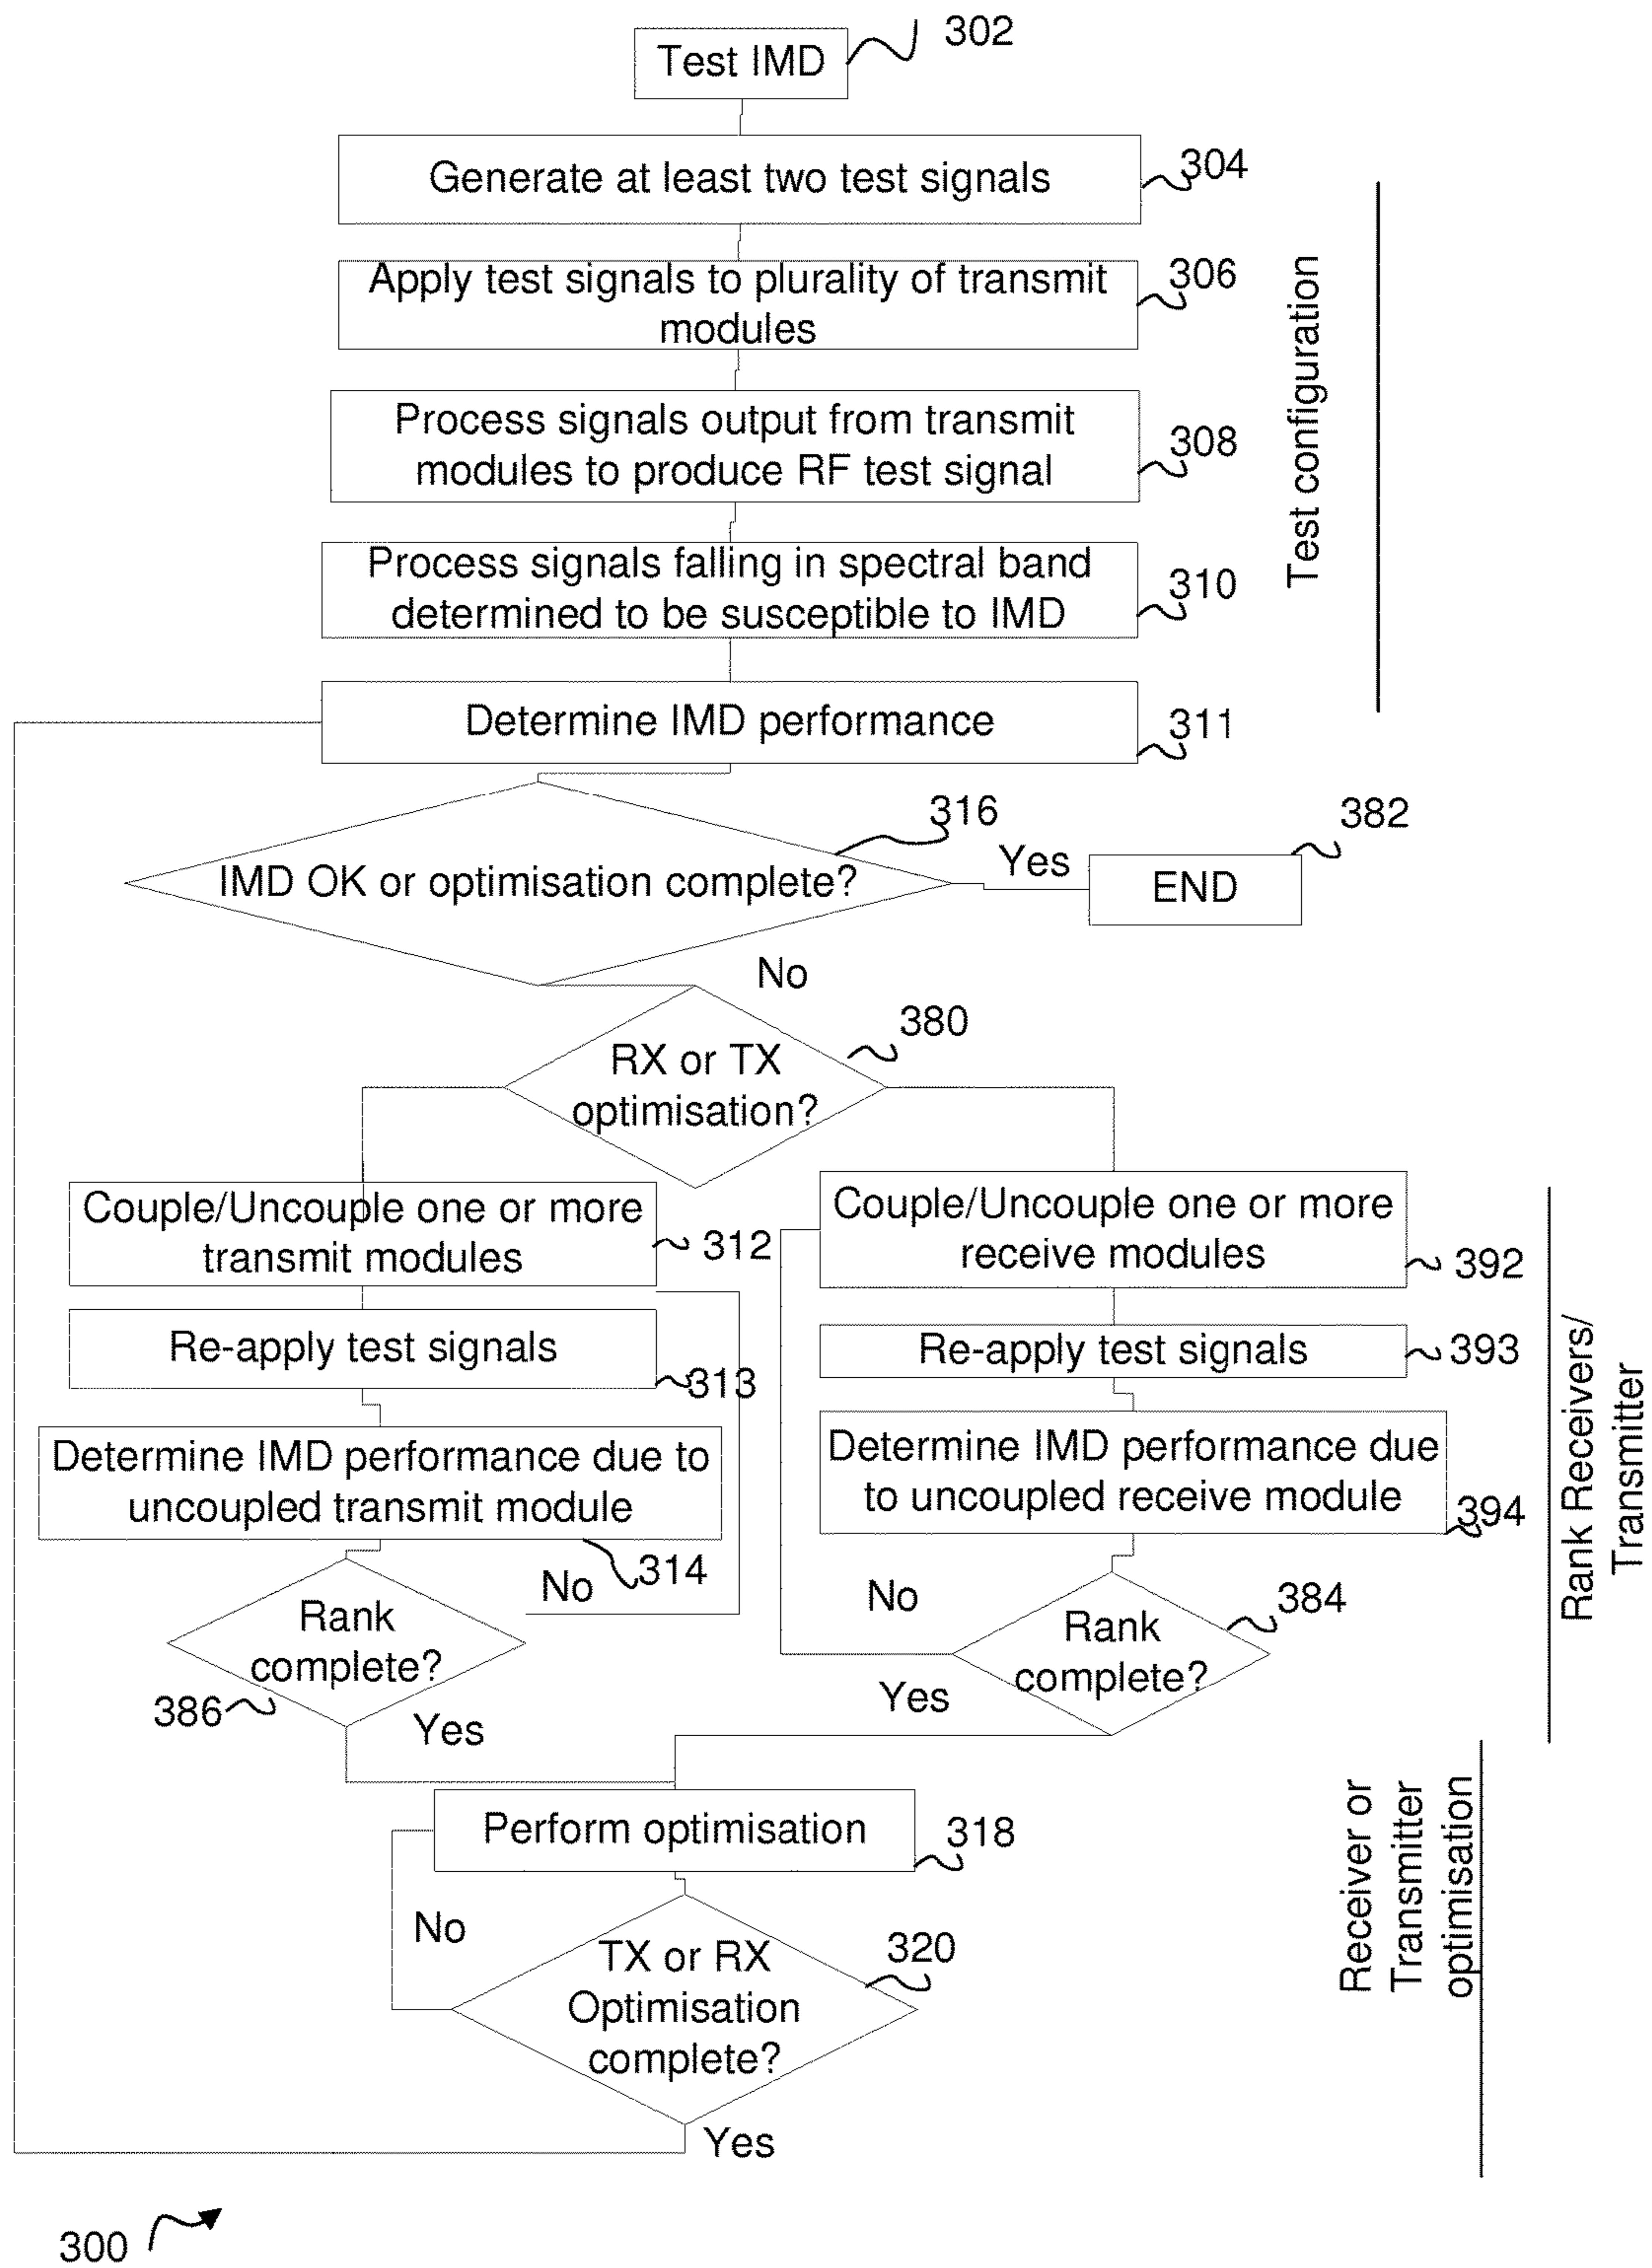 302
Test IMD
304
Generate at least two test signals
306
Apply test signals to plurality of transmit
modules
308
Process signals output from transmit
modules to produce RF test signal
310
Process signals falling in spectral band
determined to be susceptible to IMD
Test configuration
Determine IMD performance
311
316
IMD OK or optimisation complete?
Yes
382
END
No
380
RX or TX
optimisation?
Couple/Uncouple one or more
transmit modules
312
Re-apply test signals
313
Determine IMD performance due to
uncoupled transmit module
314
No
Rank
complete?
386
Yes
Couple/Uncouple one or more
receive modules
392
Re-apply test signals
393
Determine IMD performance due
to uncoupled receive module
394
No
384
Rank
complete?
Yes
Rank Receivers/
Transmitter
Perform optimisation
318
No
320
TX or RX
Optimisation
complete?
Yes
Receiver or
Transmitter
optimisation
300